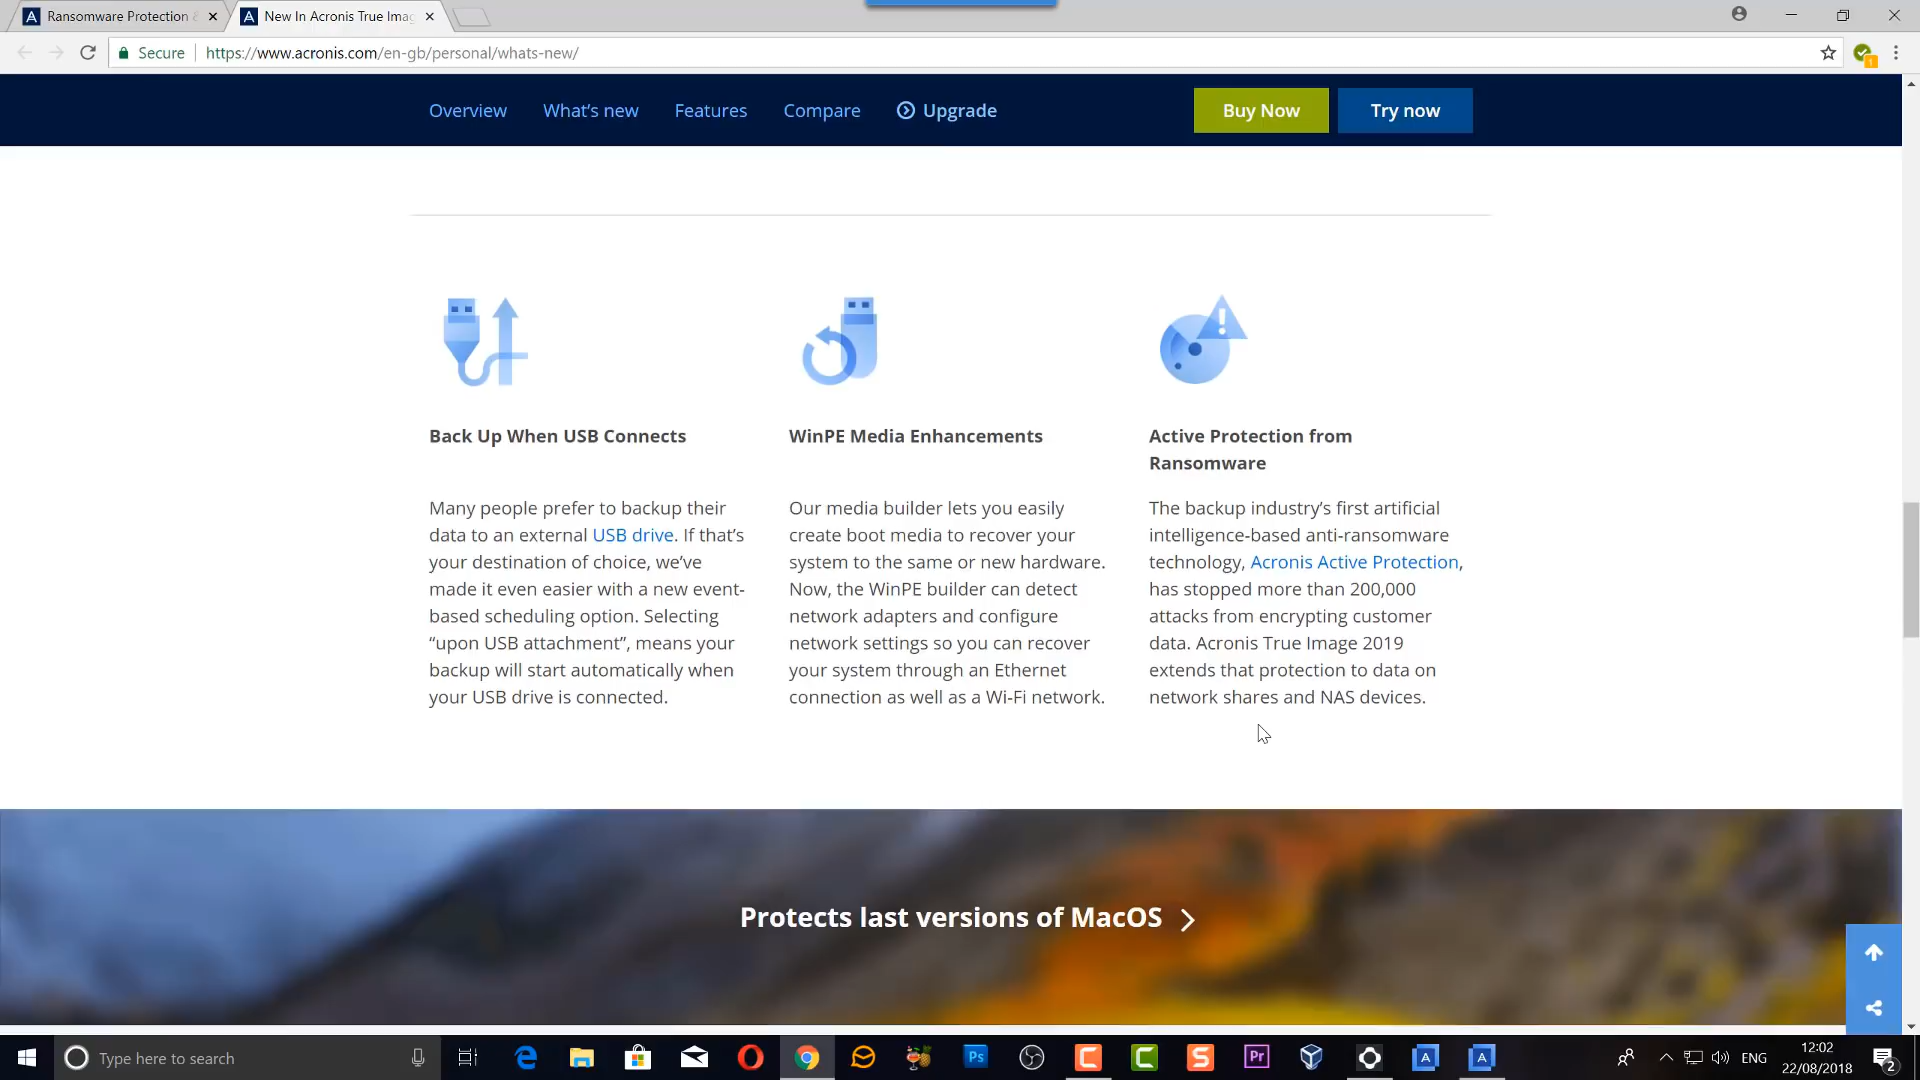 Ransomware Protection
New In Acronis True Imag
Secure
https://www.acronis.com/en-gb/personal/whats-new/
1
Overview
What's new
Features
Compare
Upgrade
Buy Now
Try now
Back Up When USB Connects
Many people prefer to backup their
data to an external USB drive. If that's
your destination of choice, we've
made it even easier with a new event-
based scheduling option. Selecting
“upon USB attachment”, means your
backup will start automatically when
your USB drive is connected.
WinPE Media Enhancements
Our media builder lets you easily
create boot media to recover your
system to the same or new hardware.
Now, the WinPE builder can detect
network adapters and configure
network settings so you can recover
your system through an Ethernet
connection as well as a Wi-Fi network.
Active Protection from
Ransomware
The backup industry's first artificial
intelligence-based anti-ransomware
technology, Acronis Active Protection,
has stopped more than 200,000
attacks from encrypting customer
data. Acronis True Image 2019
extends that protection to data on
network shares and NAS devices.
Protects last versions of MacOS
Type here to search
Ps
Pr
ENG
12:02
22/08/2018
2